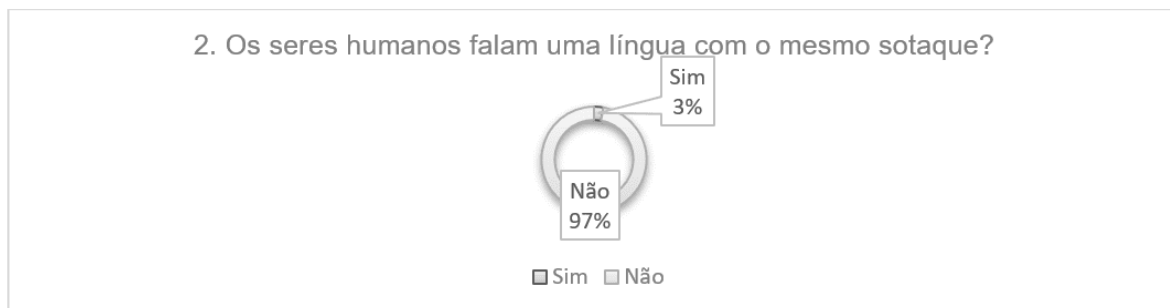 2. Os seres humanos falam uma língua com o mesmo sotaque?
Sim
3%
Não
97%
Sim Não